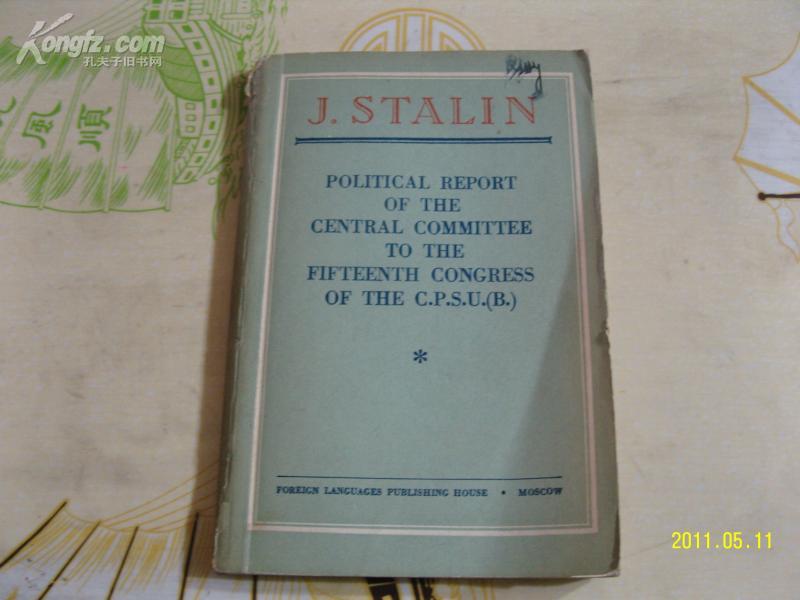 Kongfz.com
孔夫子旧书网
風順
J. STALIN
POLITICAL REPORT
OF THE
CENTRAL COMMITTEE
TO THE
FIFTEENTH CONGRESS
OF THE C.P.S.U.(B.)
*
FOREIGN LANGUAGES PUBLISHING HOUSE • MOSCOW
2011.05.11